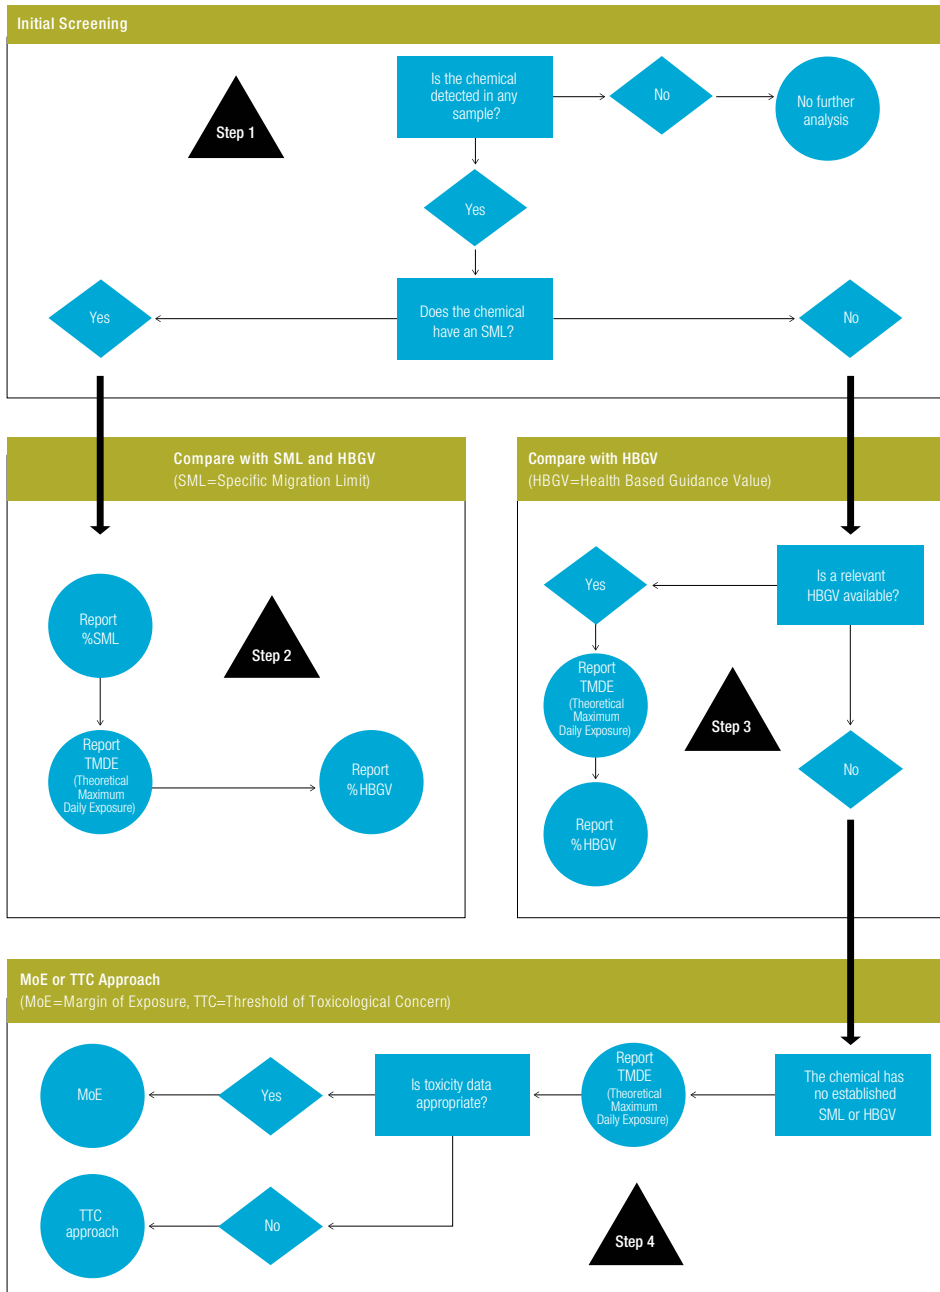 Initial Screening
Is the chemical
detected in any
sample?
No
No further
analysis
Step 1
Yes
Does the chemical
have an SML?
Yes
No
Compare with SML and HBGV
(SML=Specific Migration Limit)
Report
%SML
Step 2
Report
TMDE
(Theoretical
Maximum
Daily Exposure)
Report
%HBGV
Compare with HBGV
(HBGV=Health Based Guidance Value)
Is a relevant
HBGV available?
Yes
Report
TMDE
(Theoretical
Maximum
Daily Exposure)
Step 3
No
Report
%HBGV
MoE or TTC Approach
(MoE=Margin of Exposure, TTC=Threshold of Toxicological Concern)
The chemical has
no established
SML or HBGV
Report
TMDE
(Theoretical
Maximum
Daily Exposure)
Is toxicity data
appropriate?
Yes
MoE
No
TTC
approach
Step 4